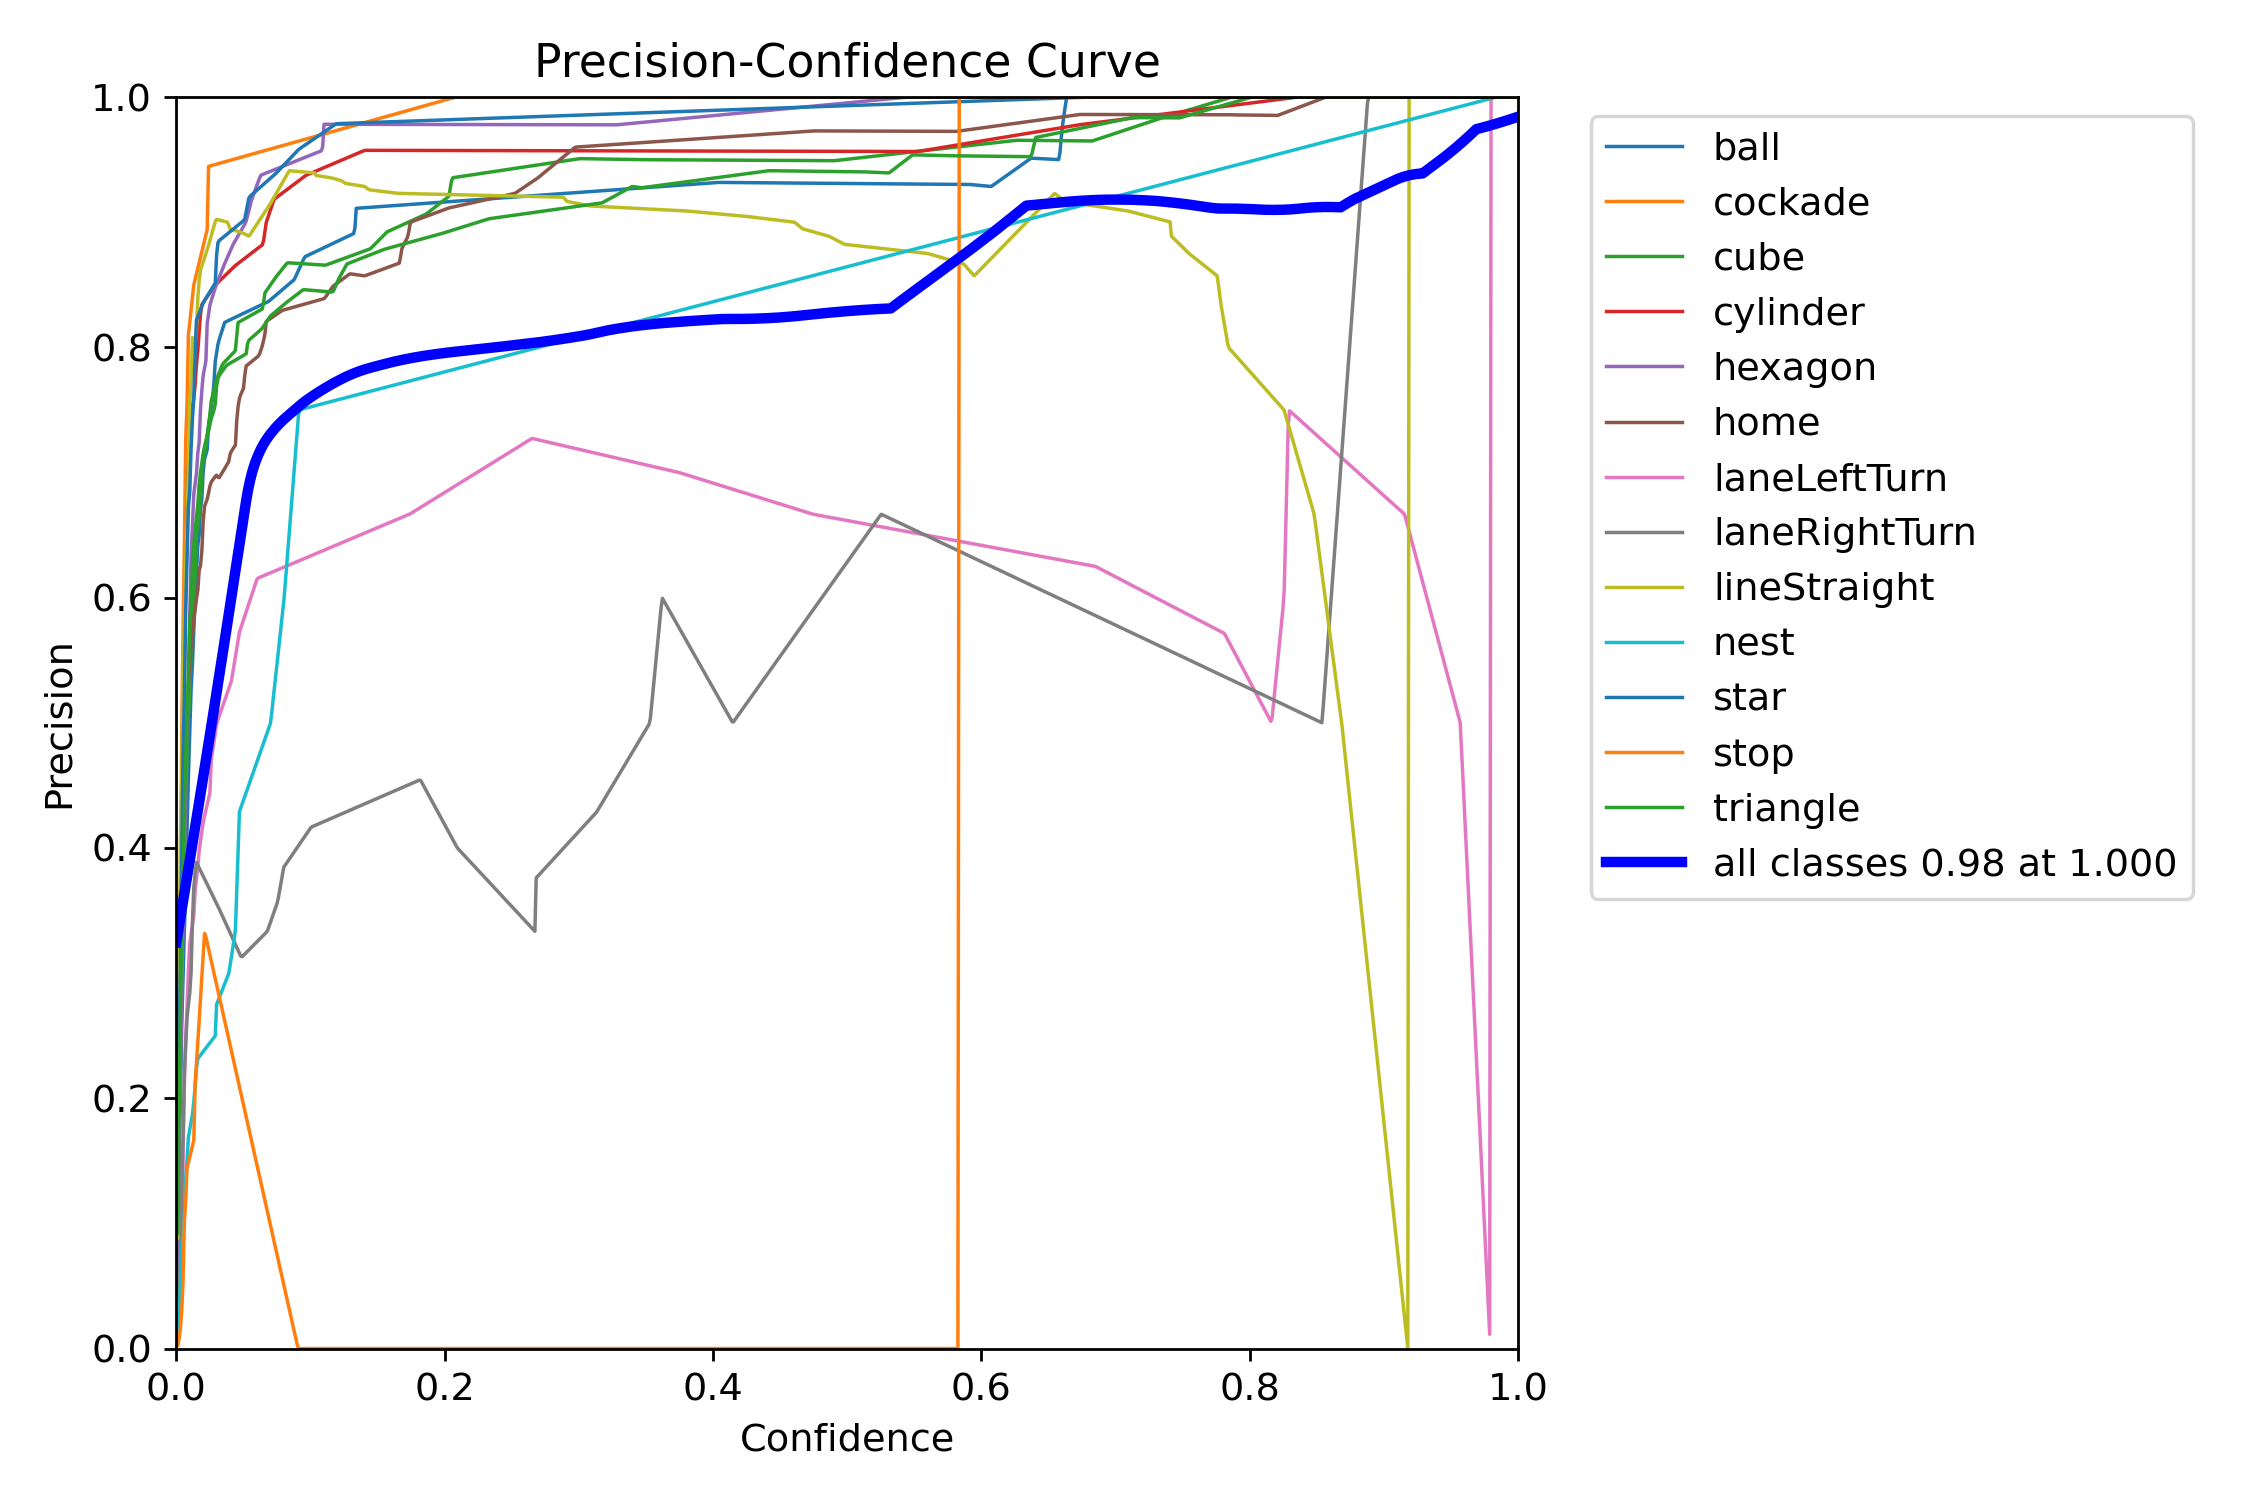 Precision-Confidence Curve
1.0
0.8
0.6
0.4
0.2
0.0
Precision
0.0 0.2 0.4 0.6 0.8 1.0
Confidence
ball
cockade
cube
cylinder
hexagon
home
laneLeftTurn
laneRightTurn
lineStraight
nest
star
stop
triangle
all classes 0.98 at 1.000